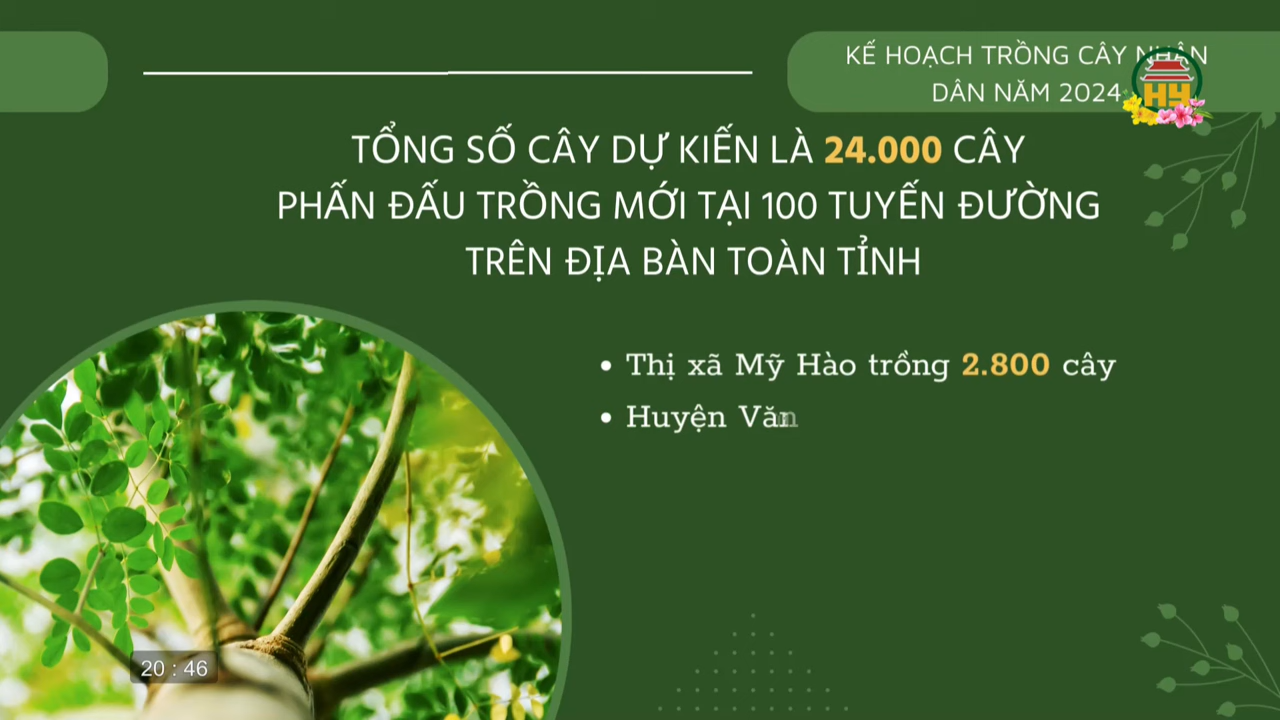 KẾ HOẠCH TRỒNG CÂY NHÂN
DÂN NĂM 2024
HY
TỔNG SỐ CÂY DỰ KIẾN LÀ 24.000 CÂY
PHẤN ĐẤU TRỒNG MỚI TẠI 100 TUYẾN ĐƯỜNG
TRÊN ĐỊA BÀN TOÀN TỈNH
• Thị xã Mỹ Hào trồng 2.800 cây
• Huyện Văn
20 : 46